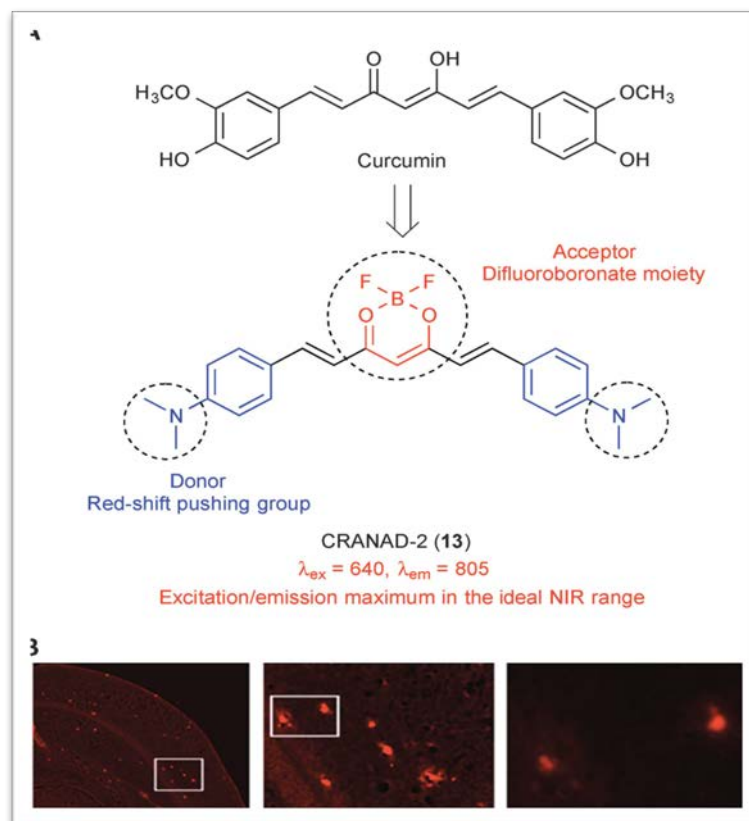 A
O OH
H₃CO OCH₃
HO OH
Curcumin
Acceptor
Difluoroboronate moiety
F F
B
O O
N N
Donor
Red-shift pushing group
CRANAD-2 (13)
λex = 640, λem = 805
Excitation/emission maximum in the ideal NIR range
B